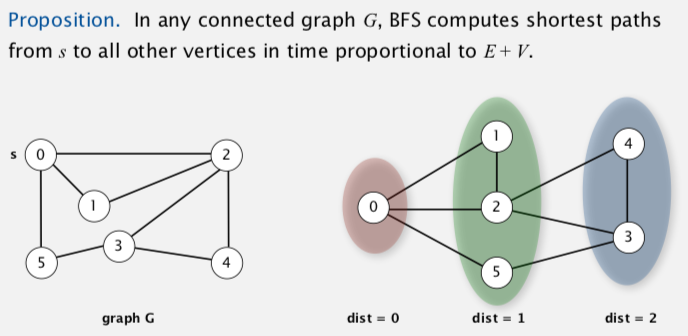 Proposition. In any connected graph G, BFS computes shortest paths
from s to all other vertices in time proportional to E + V.
s 0 2
1
3
5 4
graph G
0
1
2
5
4
3
dist = 0 dist = 1 dist = 2